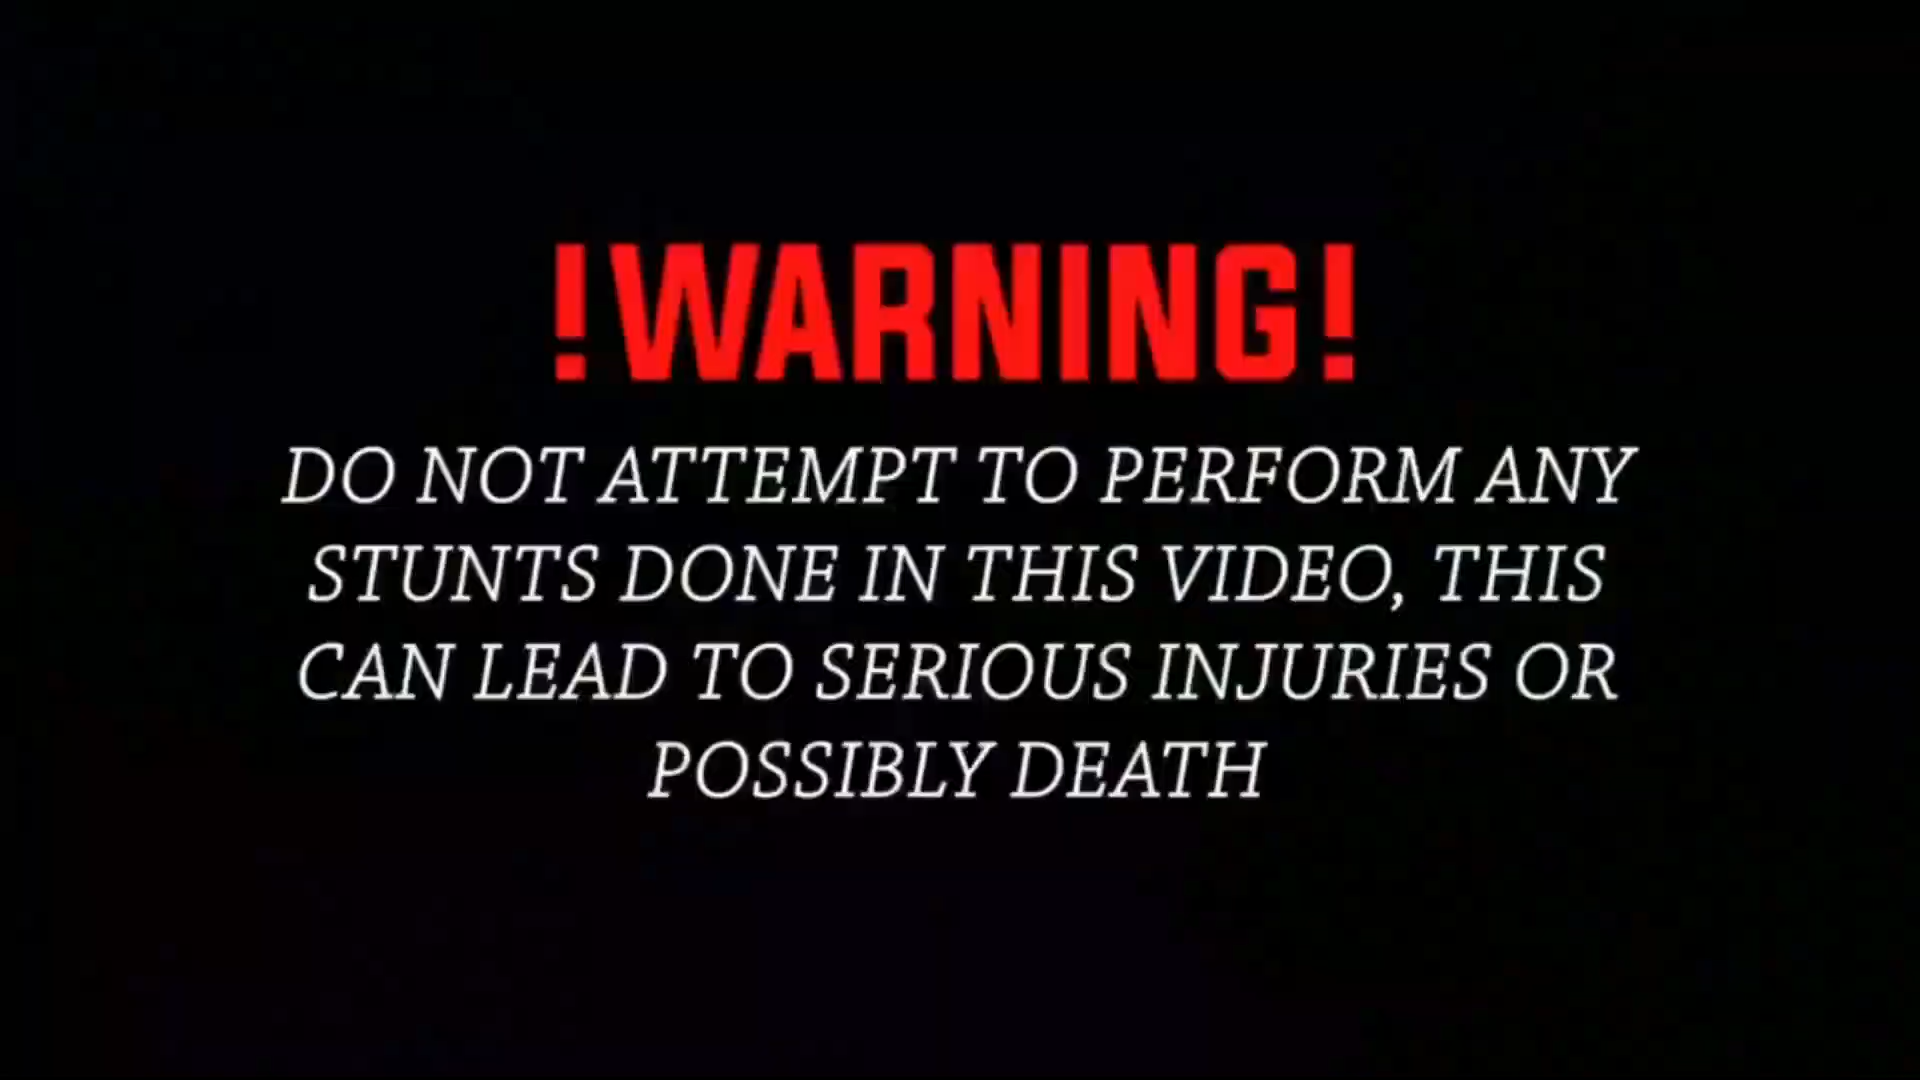 !WARNING!
DO NOT ATTEMPT TO PERFORM ANY
STUNTS DONE IN THIS VIDEO, THIS
CAN LEAD TO SERIOUS INJURIES OR
POSSIBLY DEATH